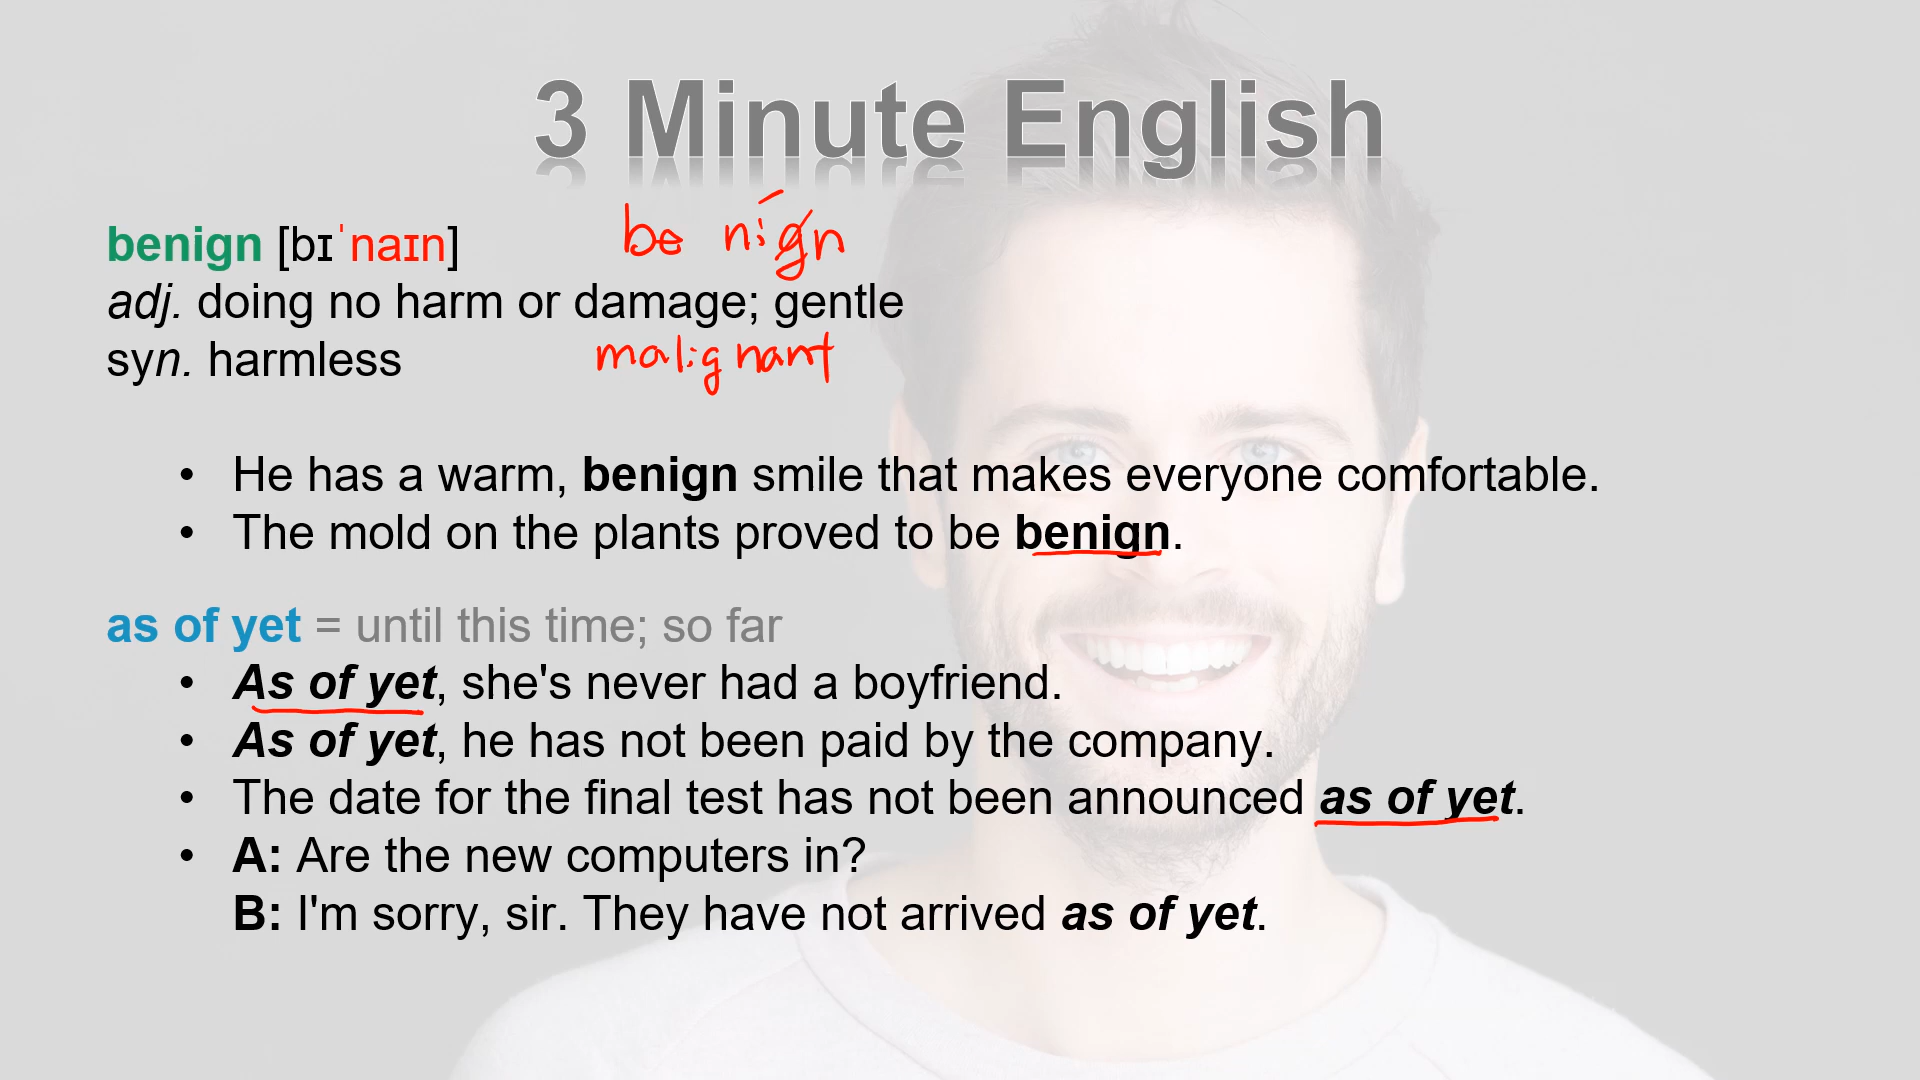 3 Minute English
benign [bɪˈnaɪn] be nign
adj. doing no harm or damage; gentle
syn. harmless malignant
• He has a warm, benign smile that makes everyone comfortable.
• The mold on the plants proved to be benign.
as of yet = until this time; so far
• As of yet, she's never had a boyfriend.
• As of yet, he has not been paid by the company.
• The date for the final test has not been announced as of yet.
• A: Are the new computers in?
B: I'm sorry, sir. They have not arrived as of yet.